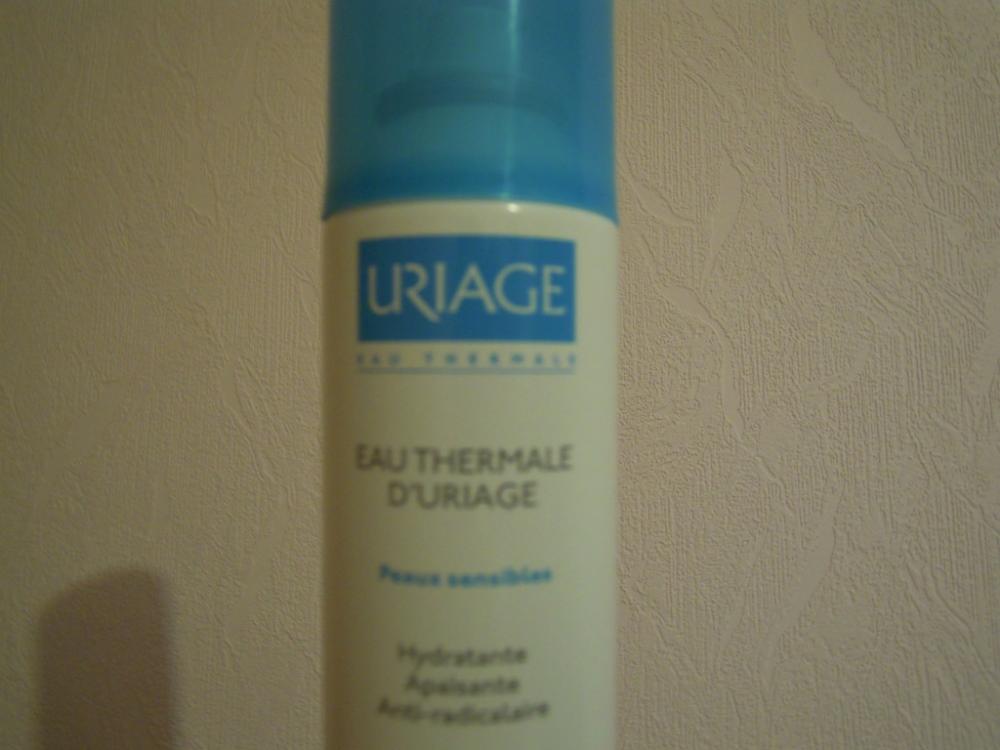 URIAGE
EAU THERMALE
EAU THERMALE
D'URIAGE
Peaux sensibles
Hydratante
Apaisante
Anti-radicalaire